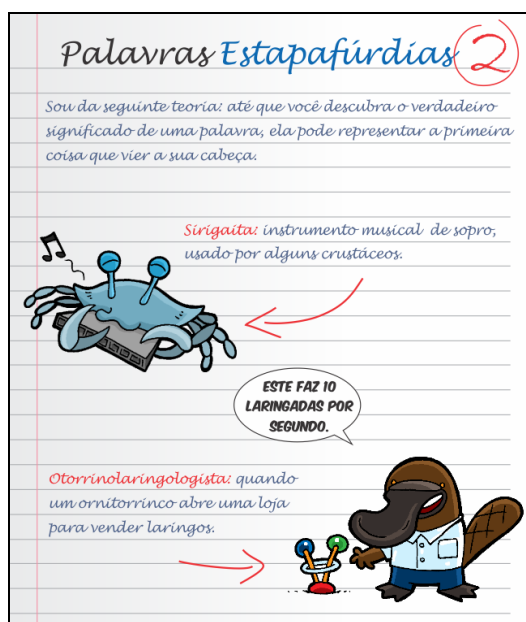 Palavras Estapafúrdias 2
Sou da seguinte teoria: até que você descubra o verdadeiro
significado de uma palavra, ela pode representar a primeira
coisa que vier a sua cabeça.
Sirigaita: instrumento musical de sopro,
usado por alguns crustáceos.
ESTE FAZ 10
LARINGADAS POR
SEGUNDO.
Otorrinolaringologista: quando
um ornitorrinco abre uma loja
para vender laringos.